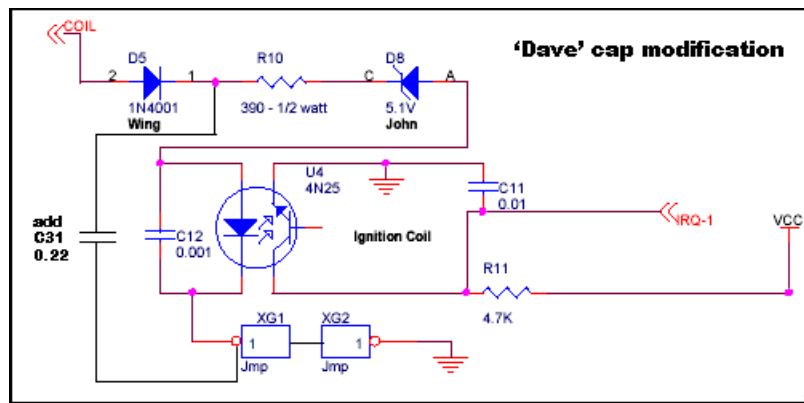 COIL
'Dave' cap modification
D5
R10
D8
2
1
C
A
1N4001
390 - 1/2 watt
5.1V
Wing
John
U4
4N25
C11
0.01
add
C31
0.22
C12
0.001
Ignition Coil
IRQ-1
VCC
R11
4.7K
XG1
XG2
1
1
Jmp
Jmp